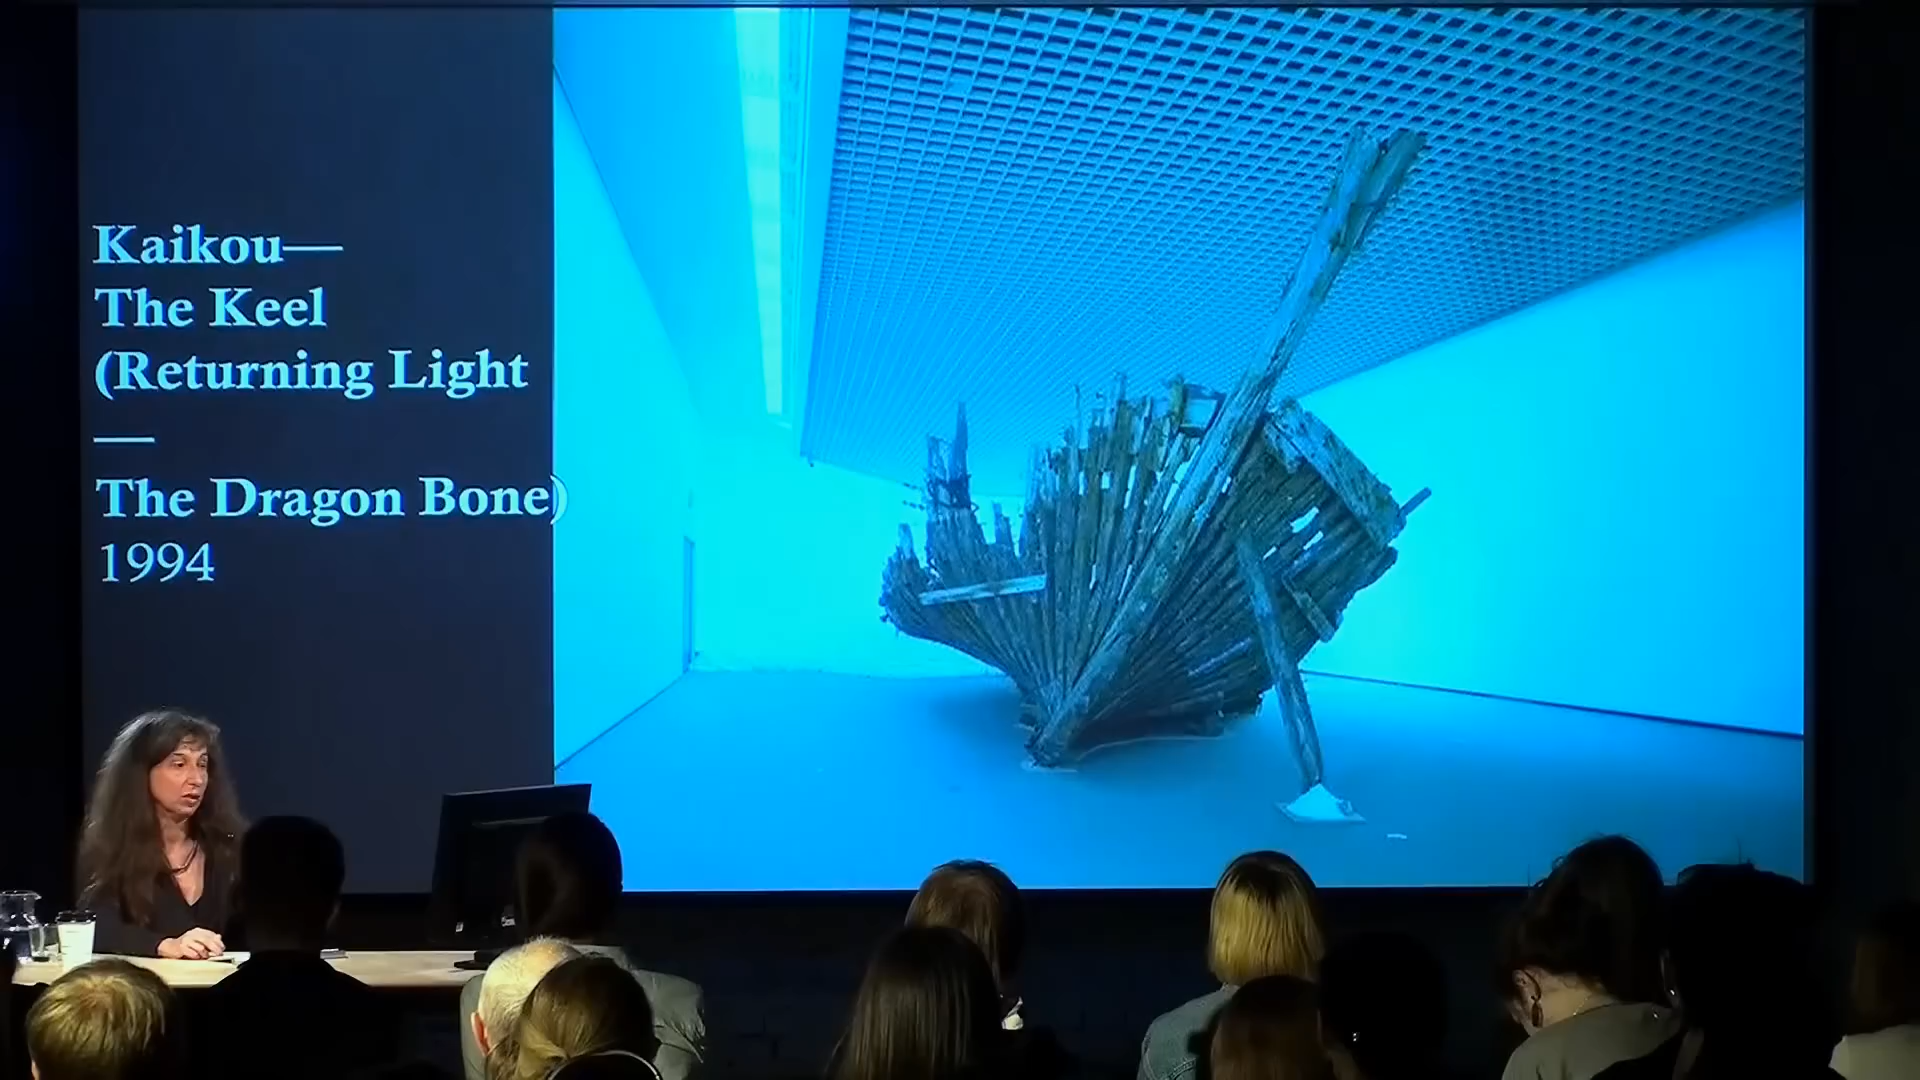 Kaikou—
The Keel
(Returning Light
—
The Dragon Bone)
1994